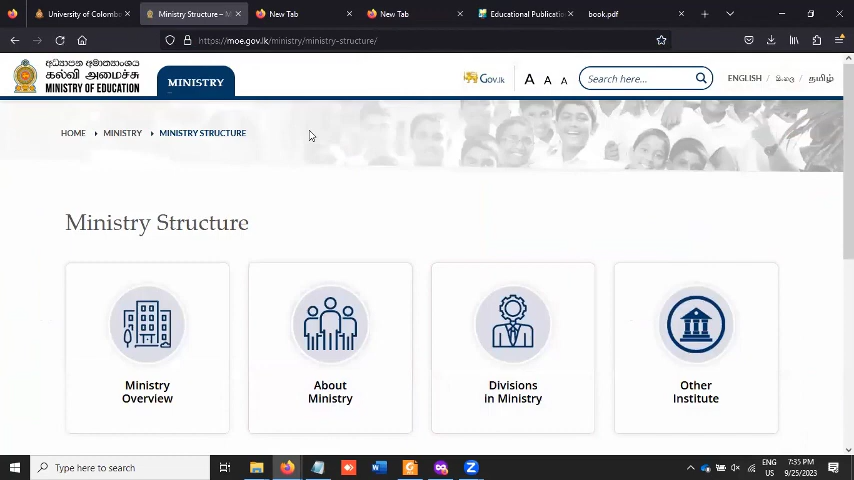 University of Colomb
Ministry Structure – M
New Tab
New Tab
Educational Publicatio
book.pdf
https://moe.gov.lk/ministry/ministry-structure/
අධ්‍යාපන අමාත්‍යාංශය
கல்வி அமைச்சு
MINISTRY OF EDUCATION
MINISTRY
Gov.lk
A A A
Search here...
ENGLISH / සිංහල / தமிழ்
HOME MINISTRY MINISTRY STRUCTURE
Ministry Structure
Ministry
Overview
About
Ministry
Divisions
in Ministry
Other
Institute
Type here to search
ENG
US
7:35 PM
9/25/2023